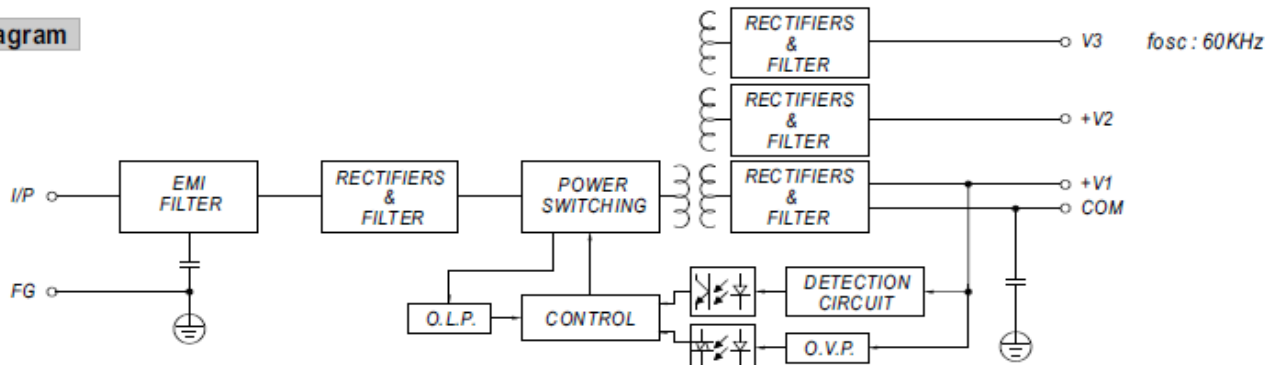 agram
RECTIFIERS
&
FILTER
V3
fosc : 60KHz
RECTIFIERS
&
FILTER
+V2
I/P
EMI
FILTER
RECTIFIERS
&
FILTER
POWER
SWITCHING
RECTIFIERS
&
FILTER
+V1
COM
FG
O.L.P.
CONTROL
DETECTION
CIRCUIT
O.V.P.